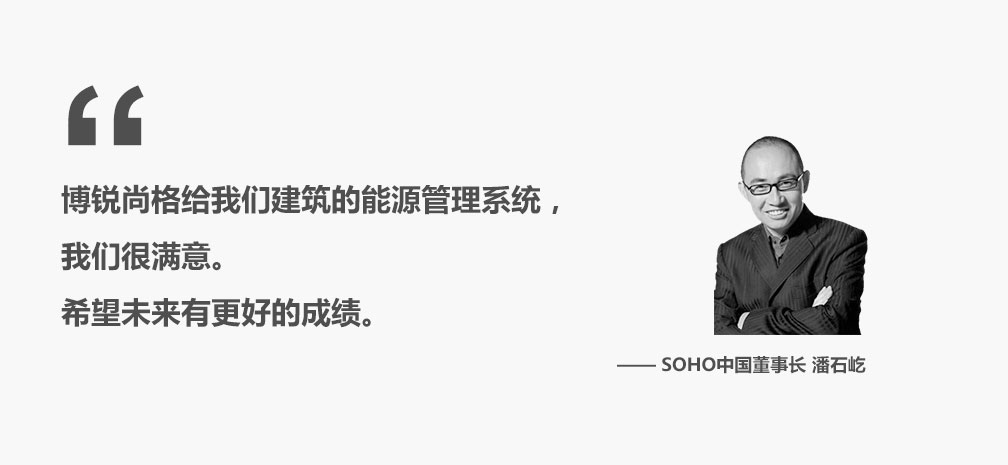 “
博锐尚格给我们建筑的能源管理系统，
我们很满意。
希望未来有更好的成绩。
—— SOHO中国董事长 潘石屹